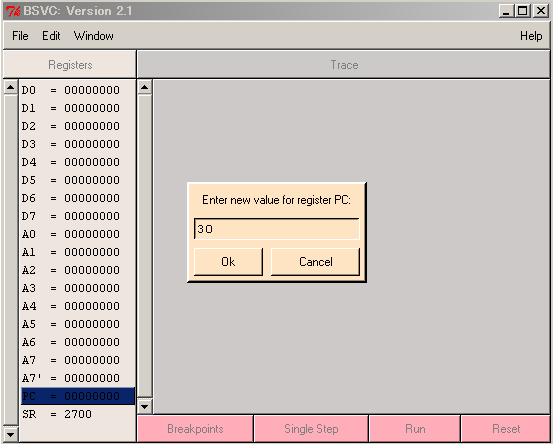 BSVC: Version 2.1
File Edit Window Help
Registers Trace
D0 = 00000000
D1 = 00000000
D2 = 00000000
D3 = 00000000
D4 = 00000000
D5 = 00000000
D6 = 00000000
D7 = 00000000
A0 = 00000000
A1 = 00000000
A2 = 00000000
A3 = 00000000
A4 = 00000000
A5 = 00000000
A6 = 00000000
A7 = 00000000
A7' = 00000000
PC = 00000000
SR = 2700
Enter new value for register PC:
30
Ok Cancel
Breakpoints Single Step Run Reset